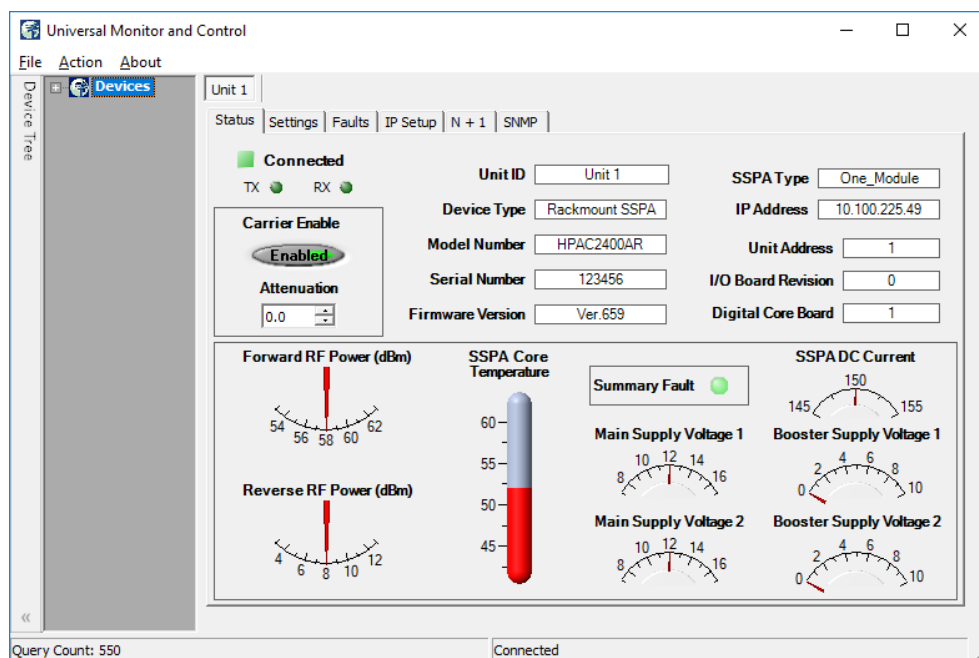 Universal Monitor and Control
File Action About
Device Tree
Devices
Unit 1
Status Settings Faults IP Setup N + 1 SNMP
Connected
TX RX
Carrier Enable
Enabled
Attenuation
0.0
Unit ID Unit 1
Device Type Rackmount SSPA
Model Number HPAC2400AR
Serial Number 123456
Firmware Version Ver.659
SSPA Type One_Module
IP Address 10.100.225.49
Unit Address 1
I/O Board Revision 0
Digital Core Board 1
Forward RF Power (dBm)
54 56 58 60 62
Reverse RF Power (dBm)
4 6 8 10 12
SSPA Core
Temperature
60
55
50
45
Summary Fault
Main Supply Voltage 1
8 10 12 14 16
Main Supply Voltage 2
8 10 12 14 16
SSPA DC Current
145 150 155
Booster Supply Voltage 1
0 2 4 6 8 10
Booster Supply Voltage 2
0 2 4 6 8 10
«
Query Count: 550
Connected